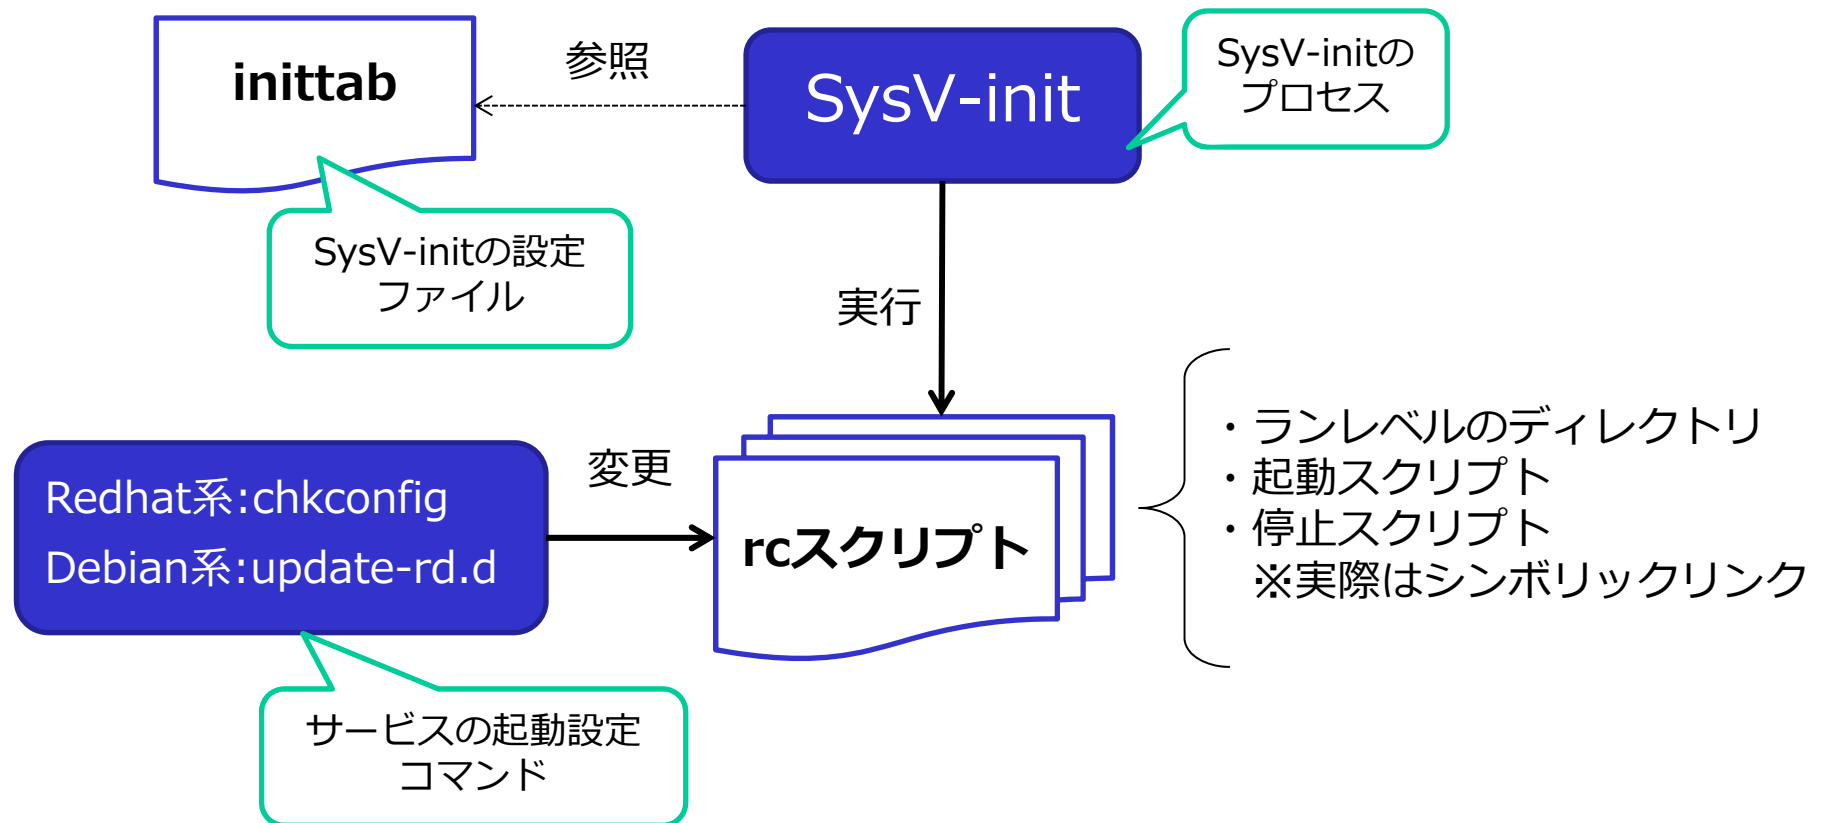 inittab
参照
SysV-init
SysV-initの
プロセス
SysV-initの設定
ファイル
実行
Redhat系:chkconfig
Debian系:update-rd.d
変更
rcスクリプト
・ランレベルのディレクトリ
・起動スクリプト
・停止スクリプト
※実際はシンボリックリンク
サービスの起動設定
コマンド